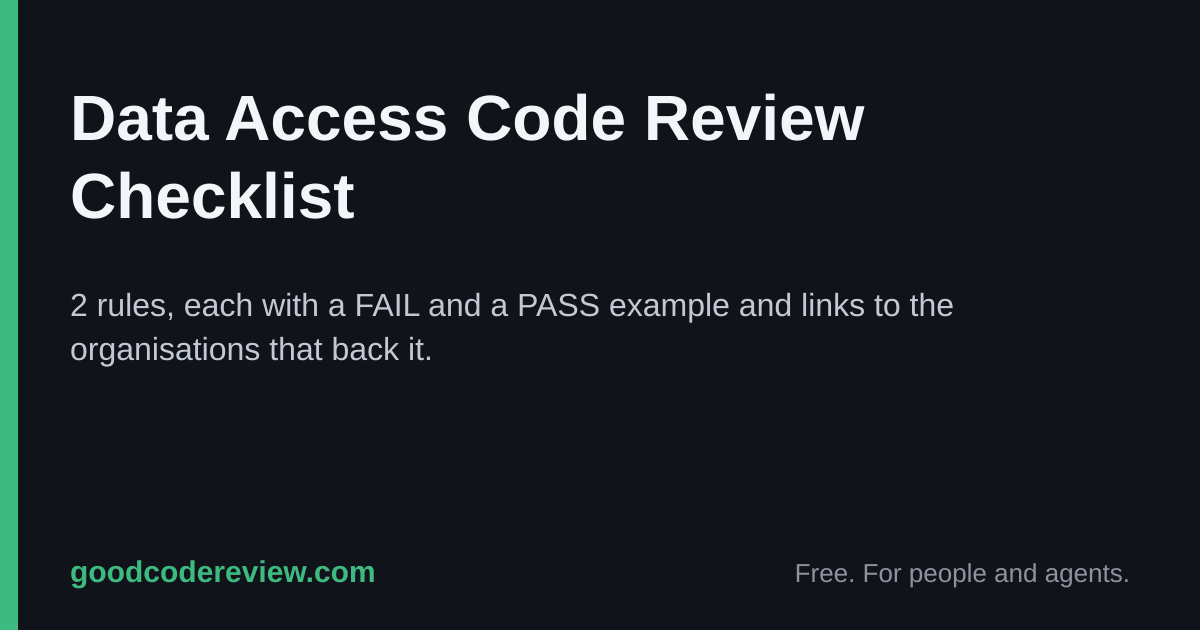 Data Access Code Review
Checklist
2 rules, each with a FAIL and a PASS example and links to the
organisations that back it.
goodcodereview.com
Free. For people and agents.